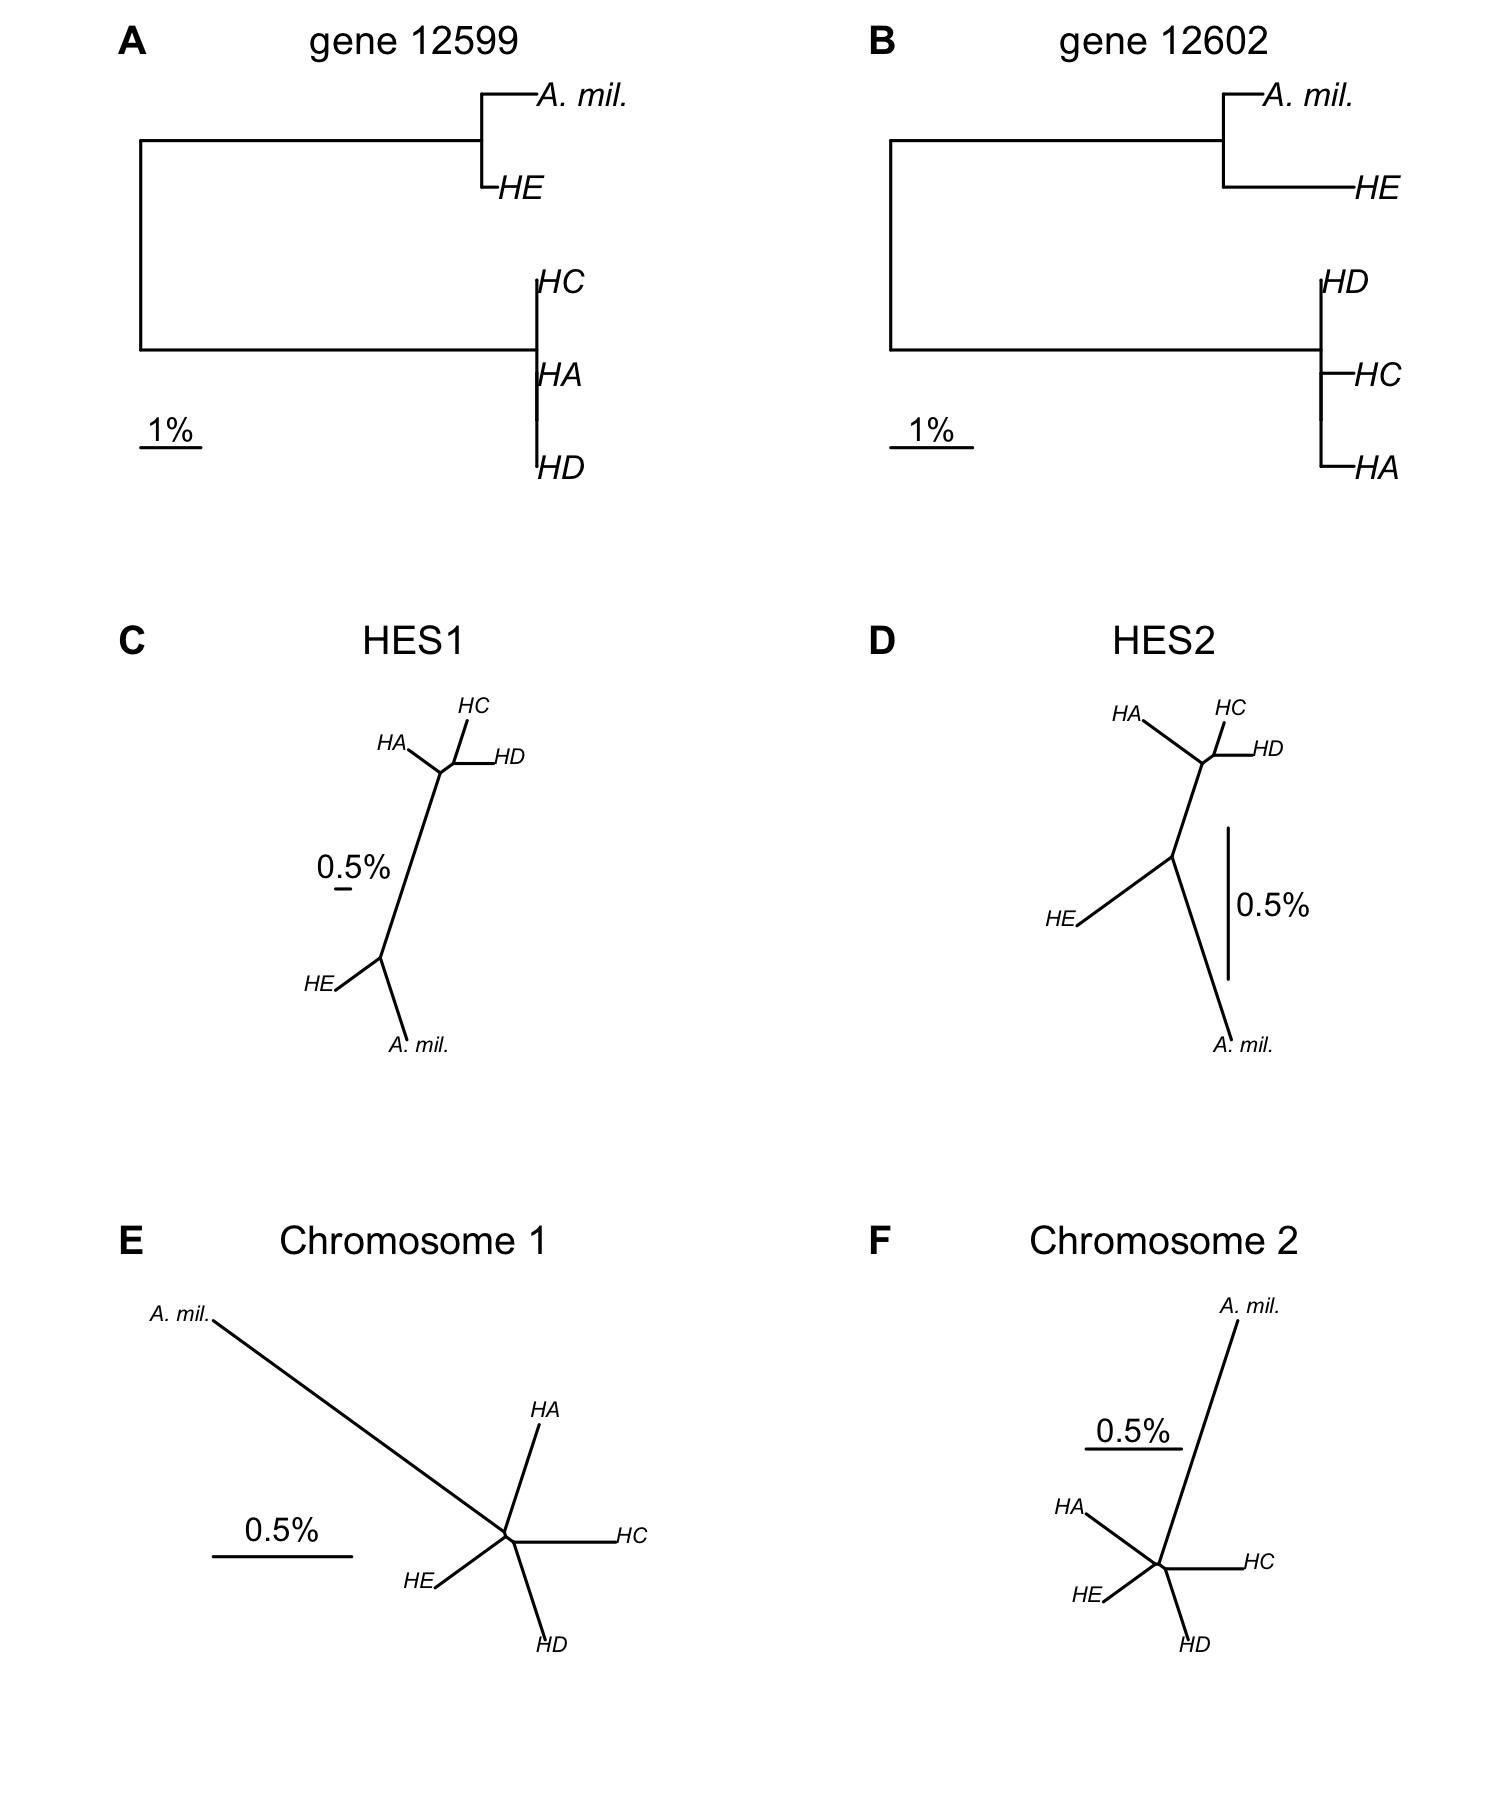 A
gene 12599
A. mil.
HE
HC
HA
HD
1%
B
gene 12602
A. mil.
HE
HD
HC
HA
1%
C
HES1
HC
HA
HD
0.5%
HE
A. mil.
D
HES2
HA
HC
HD
0.5%
HE
A. mil.
E
Chromosome 1
A. mil.
HA
0.5%
HC
HE
HD
F
Chromosome 2
A. mil.
0.5%
HA
HC
HE
HD